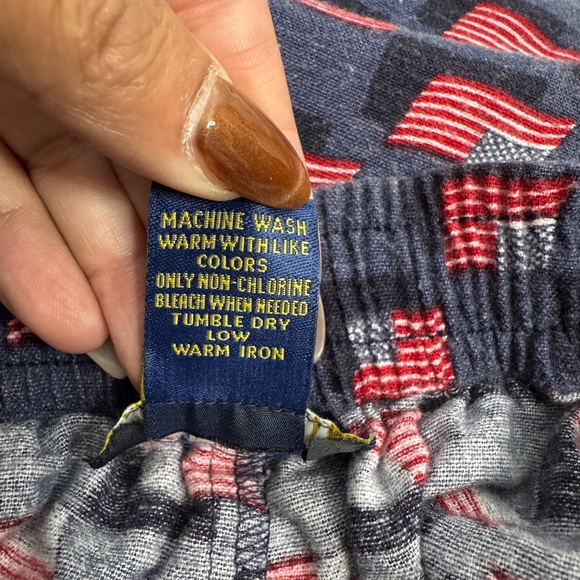 MACHINE WASH
WARM WITH LIKE
COLORS
ONLY NON-CHLORINE
BLEACH WHEN NEEDED
TUMBLE DRY
LOW
WARM IRON